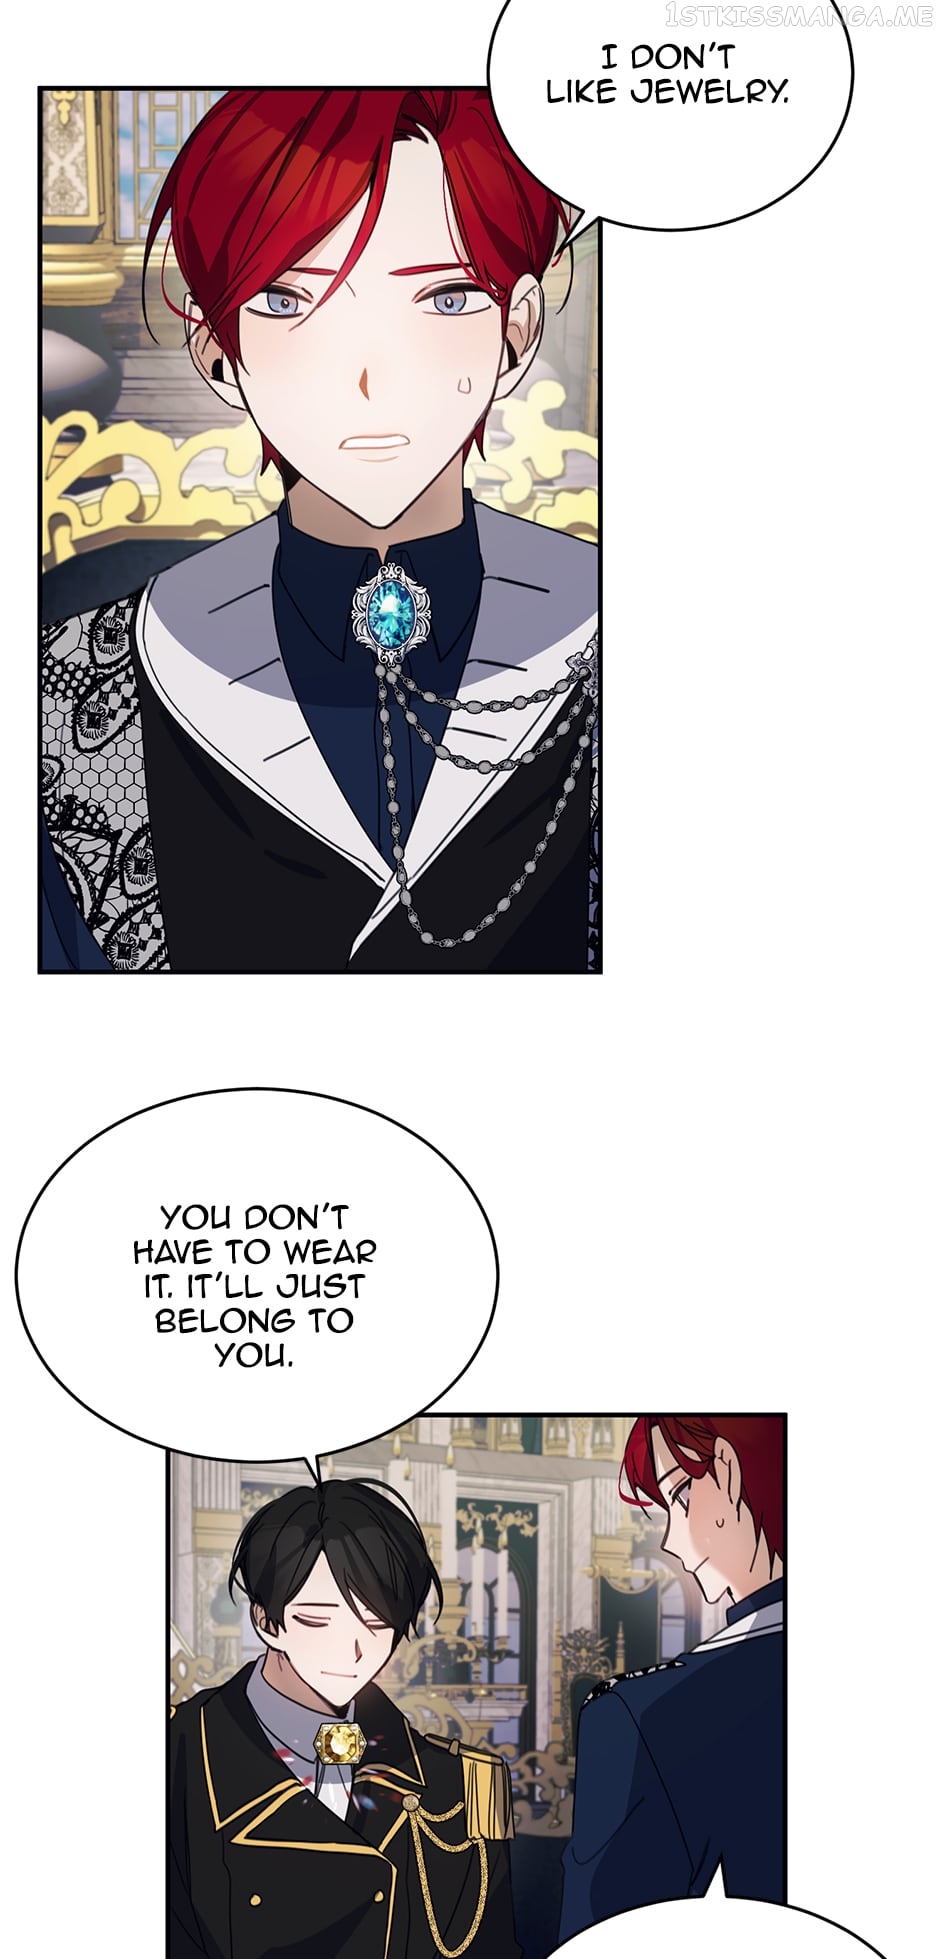 1STKISSMANGA.ME
I DON'T
LIKE JEWELRY.
YOU DON'T
HAVE TO WEAR
IT. IT'LL JUST
BELONG TO
YOU.